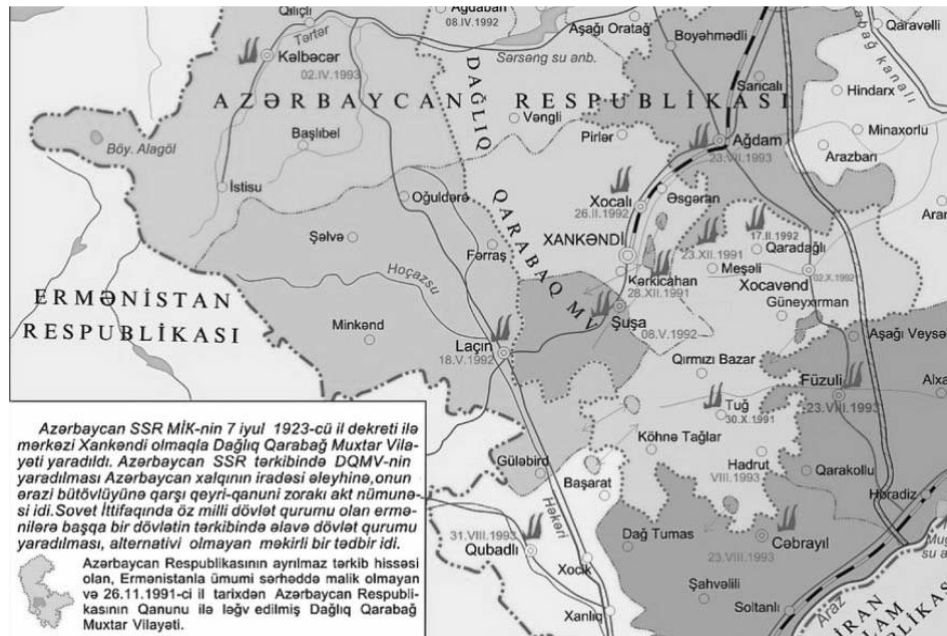 Qılıçlı
Ağdaban
08.IV.1992
Aşağı Oratağ
Qaravəlli
Tərtər
Kəlbəcər
02.IV.1993
Sərsəng su anb.
Boyəhmədli
kanalı
DAĞLIQ
AZƏRBAYCAN RESPUBLİKASI
Sarıcalı
Hindarx
Başlıbel
Vəngli
Pirlər
Ağdam
23.VII.1993
Minaxorlu
Arazbarı
Böy. Alagöl
İstisu
Oğuldərə
Xocalı
26.II.1992
Əsgəran
QARABAĞ MV
Şəlvə
Fərraş
XANKƏNDİ
23.XII.1991
17.II.1992
Qaradağlı
Hoçazsu
Kərkicahan
28.XII.1991
Meşəli
Xocavənd
02.X.1992
ERMƏNİSTAN
RESPUBLİKASI
Minkənd
Şuşa
08.V.1992
Güneyxırman
Laçın
18.V.1992
Aşağı Veysə
Qırmızı Bazar
Füzuli
23.VIII.1993
Alxa
Tuğ
30.X.1991
Köhnə Tağlar
Güləbird
Başarat
Hadrut
VIII.1993
Qarakollu
Horadiz
Həkəri
31.VIII.1993
Qubadlı
Dağ Tumas
23.VIII.1993
Cəbrayıl
Xocik
Şahvəlili
Xanlıq
Soltanlı
Araz
Azərbaycan SSR MİK-nin 7 iyul 1923-cü il dekreti ilə
mərkəzi Xankəndi olmaqla Dağlıq Qarabağ Muxtar Vila-
yəti yaradıldı. Azərbaycan SSR tərkibində DQMV-nin
yaradılması Azərbaycan xalqının iradəsi əleyhinə,onun
ərazi bütövlüyünə qarşı qeyri-qanuni zorakı akt nümunə-
si idi.Sovet İttifaqında öz milli dövlət qurumu olan ermə-
nilərə başqa bir dövlətin tərkibində əlavə dövlət qurumu
yaradılması, alternativi olmayan məkirli bir tədbir idi.
Azərbaycan Respublikasının ayrılmaz tərkib hissəsi
olan, Ermənistanla ümumi sərhəddə malik olmayan
və 26.11.1991-ci il tarixdən Azərbaycan Respubli-
kasının Qanunu ilə ləğv edilmiş Dağlıq Qarabağ
Muxtar Vilayəti.